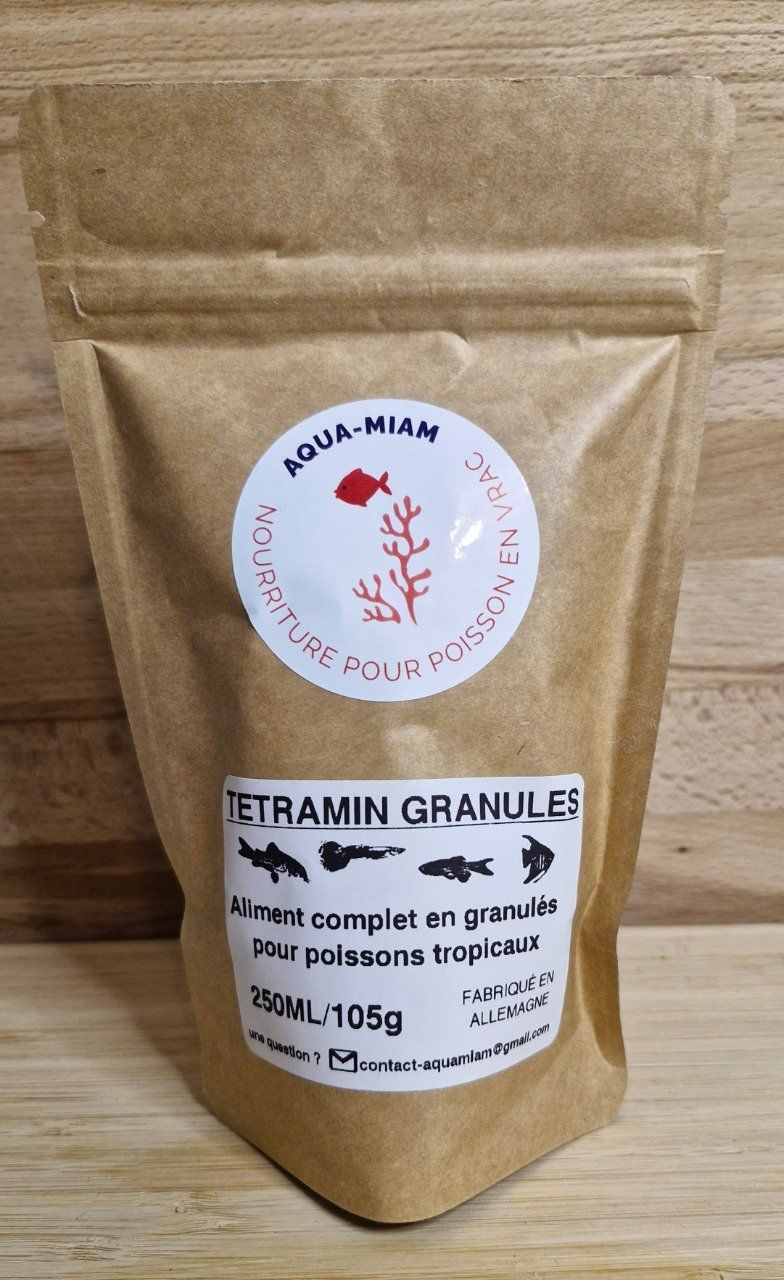 AQUA-MIAM
NOURRITURE POUR POISSON EN VRAC
TETRAMIN GRANULES
Aliment complet en granulés
pour poissons tropicaux
250ML/105g
FABRIQUÉ EN
ALLEMAGNE
une question ? contact-aquamiam@gmail.com